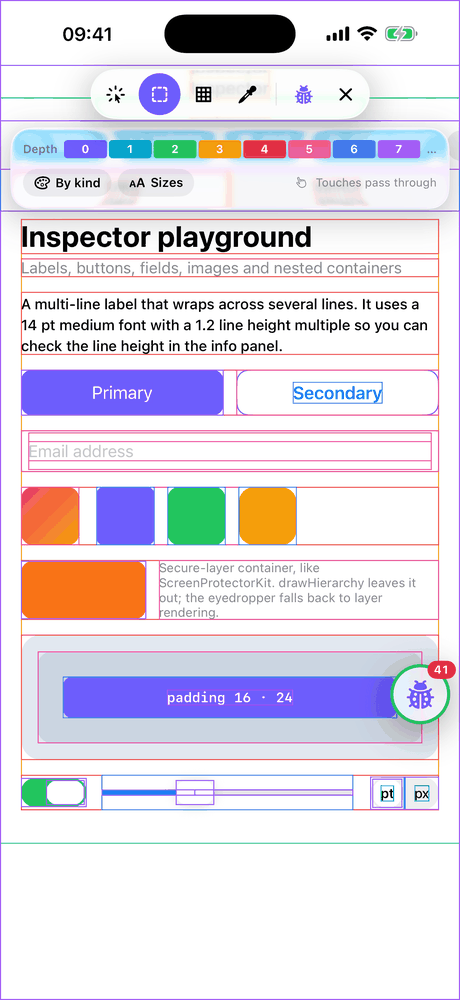 09:41
Depth 0 1 2 3 4 5 6 7 ...
By kind AA Sizes Touches pass through
Inspector playground
Labels, buttons, fields, images and nested containers
A multi-line label that wraps across several lines. It uses a
14 pt medium font with a 1.2 line height multiple so you can
check the line height in the info panel.
Primary Secondary
Email address
Secure-layer container, like
ScreenProtectorKit. drawHierarchy leaves it
out; the eyedropper falls back to layer
rendering.
41
padding 16 · 24
pt px